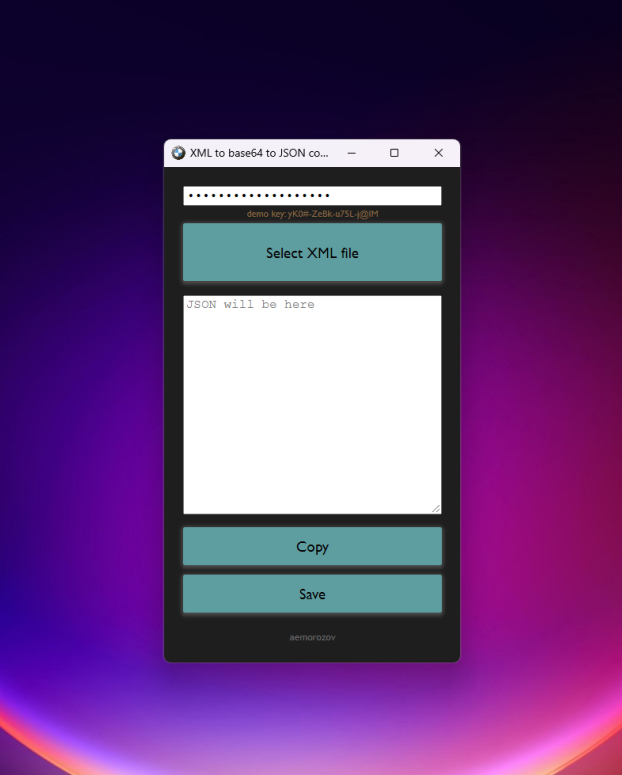 XML to base64 to JSON co...
•••••••••••••••••••
demo key: yK0#-ZeBk-u75L-j@lM
Select XML file
JSON will be here
Copy
Save
aemorozov